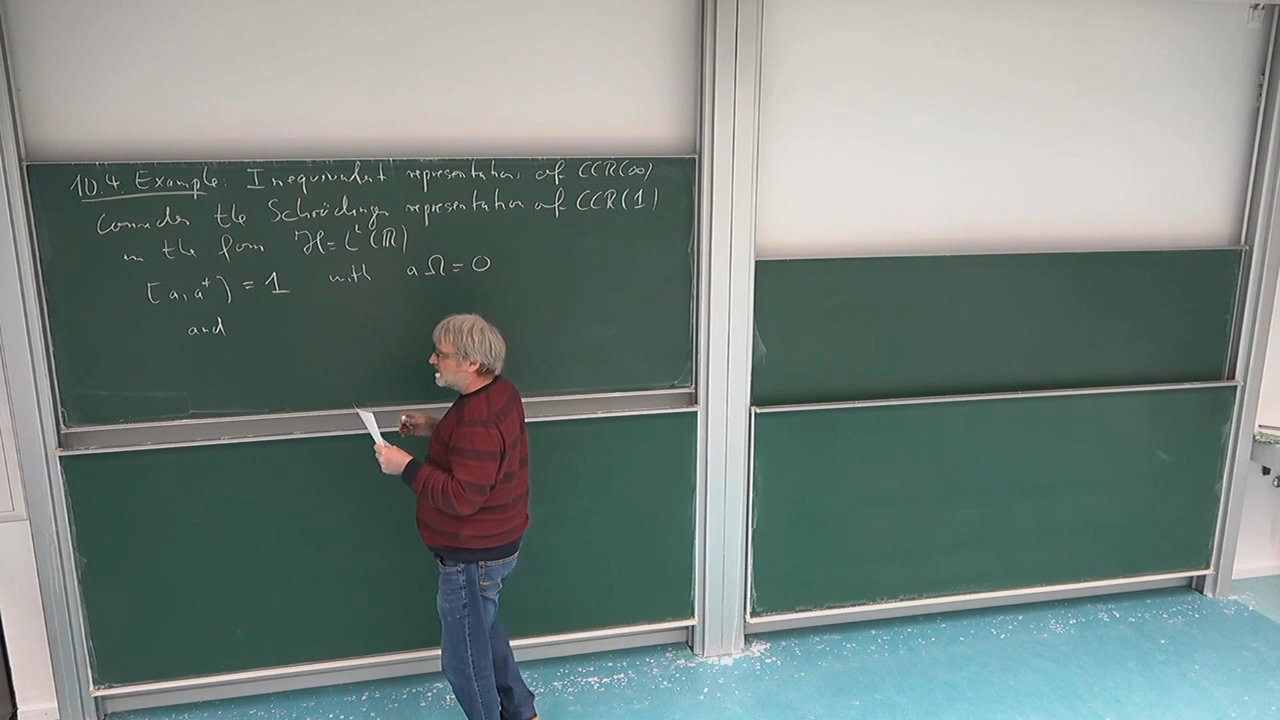 10.4. Example: Inequivalent representations of CCR(∞)
Consider the Schrödinger representation of CCR(1)
in the form ℋ = L²(ℝ)
[a, a⁺] = 1 with aΩ = 0
and